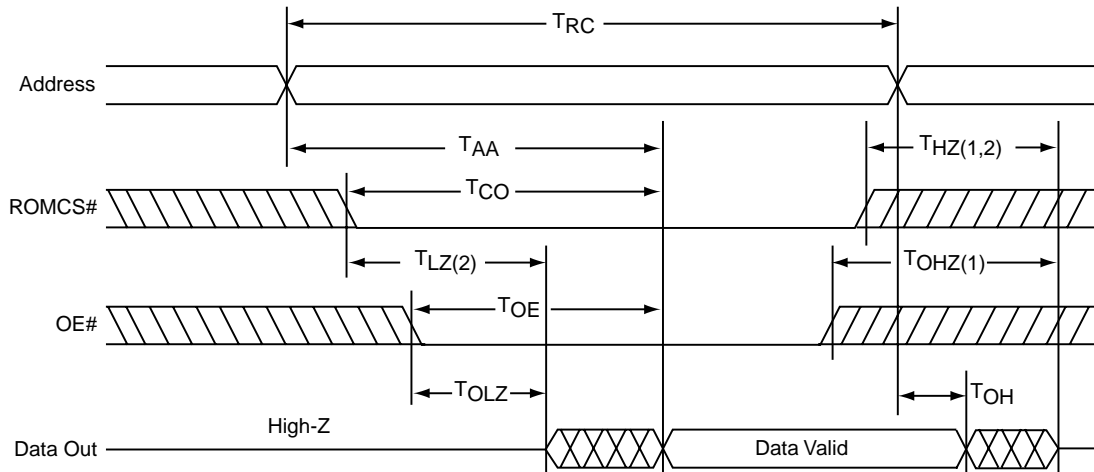 TRC
Address
TAA
THZ(1,2)
TCO
ROMCS#
TLZ(2)
TOHZ(1)
TOE
OE#
TOLZ
TOH
High-Z
Data Out
Data Valid